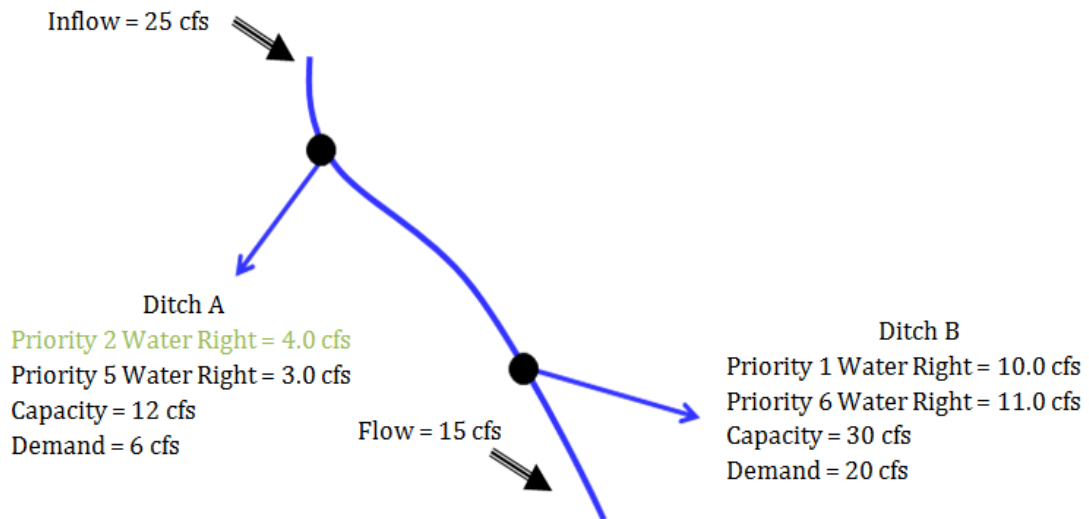 Inflow = 25 cfs
Ditch A
Priority 2 Water Right = 4.0 cfs
Priority 5 Water Right = 3.0 cfs
Capacity = 12 cfs
Demand = 6 cfs
Flow = 15 cfs
Ditch B
Priority 1 Water Right = 10.0 cfs
Priority 6 Water Right = 11.0 cfs
Capacity = 30 cfs
Demand = 20 cfs